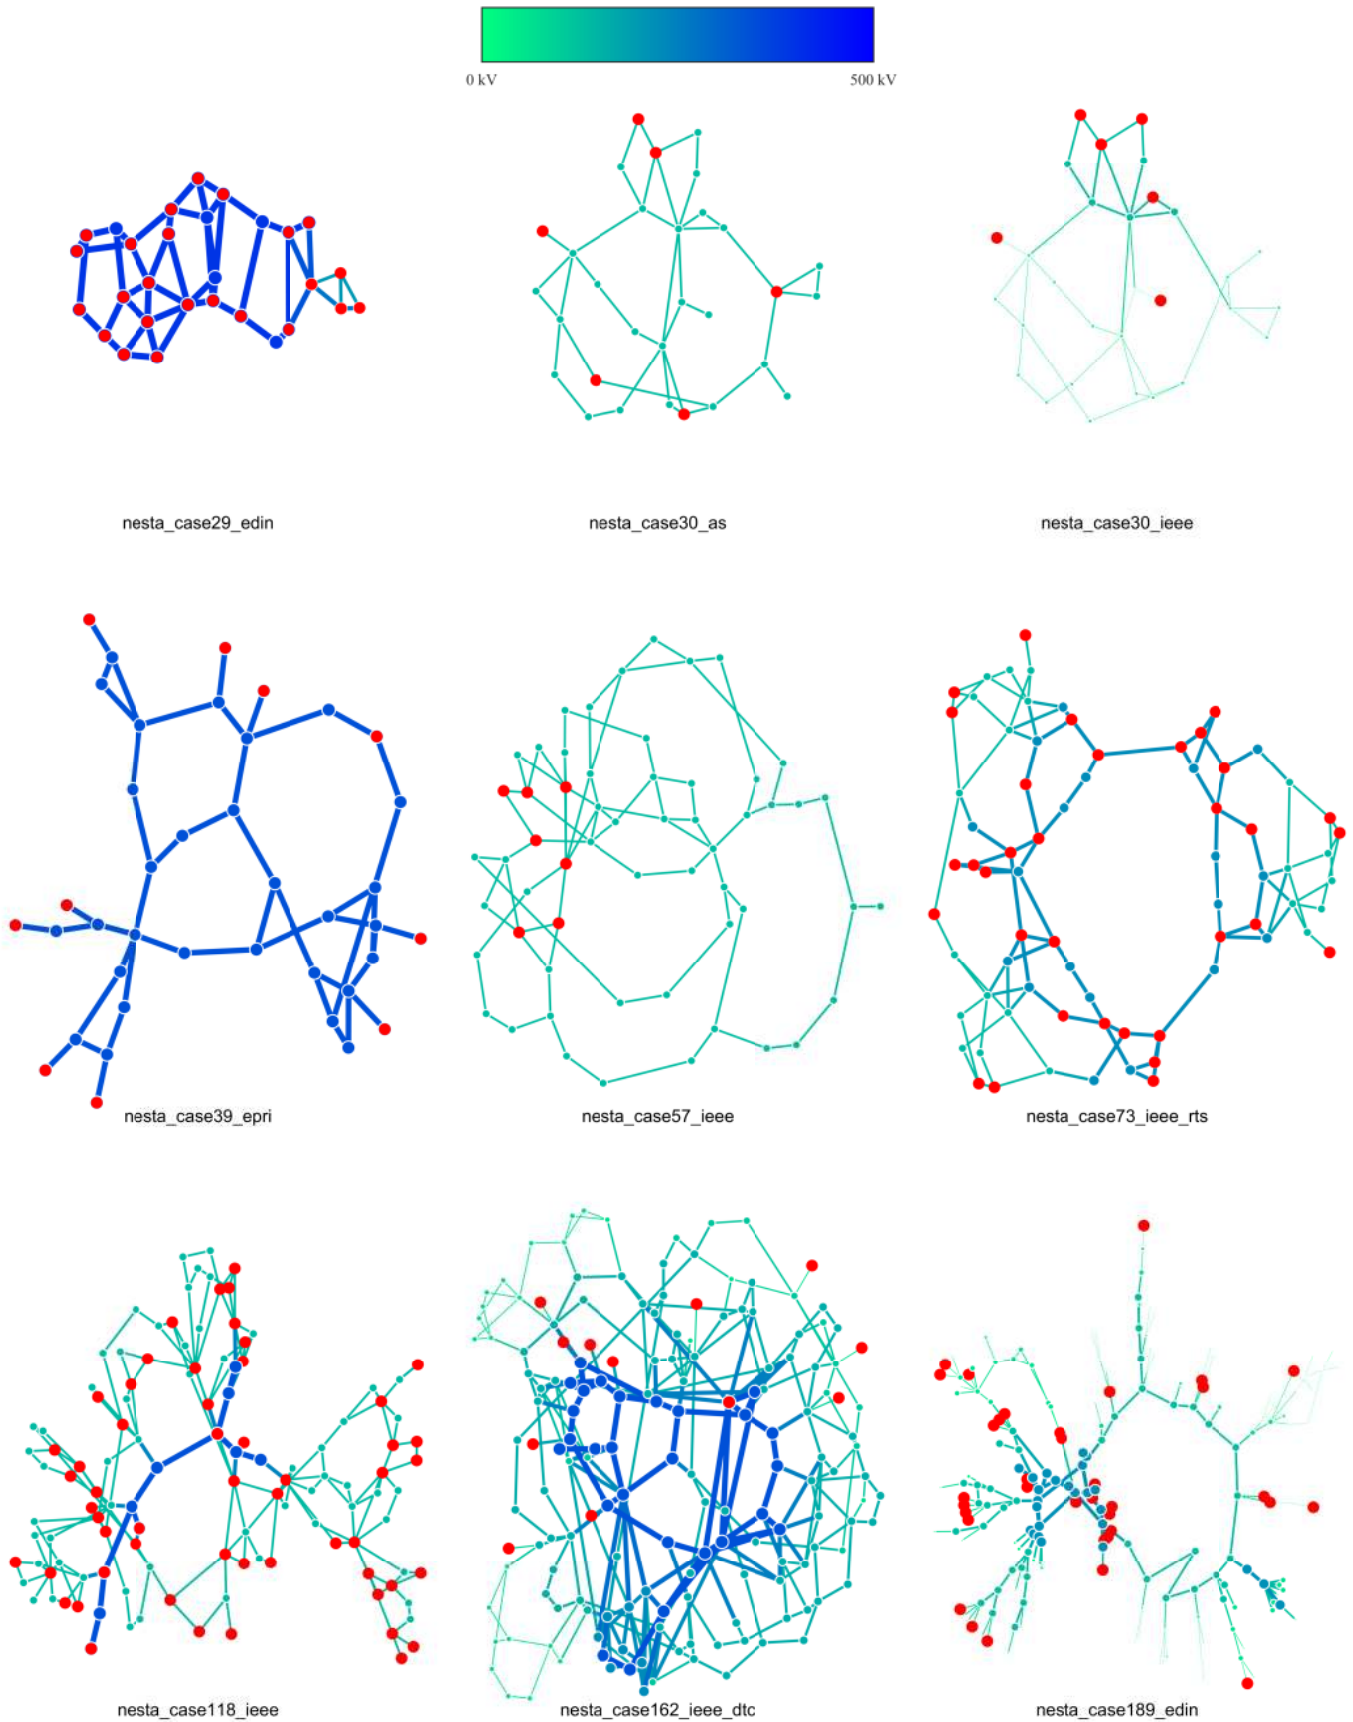 0 kV 500 kV
nesta_case29_edin nesta_case30_as nesta_case30_ieee
nesta_case39_epri nesta_case57_ieee nesta_case73_ieee_rts
nesta_case118_ieee nesta_case162_ieee_dtc nesta_case189_edin